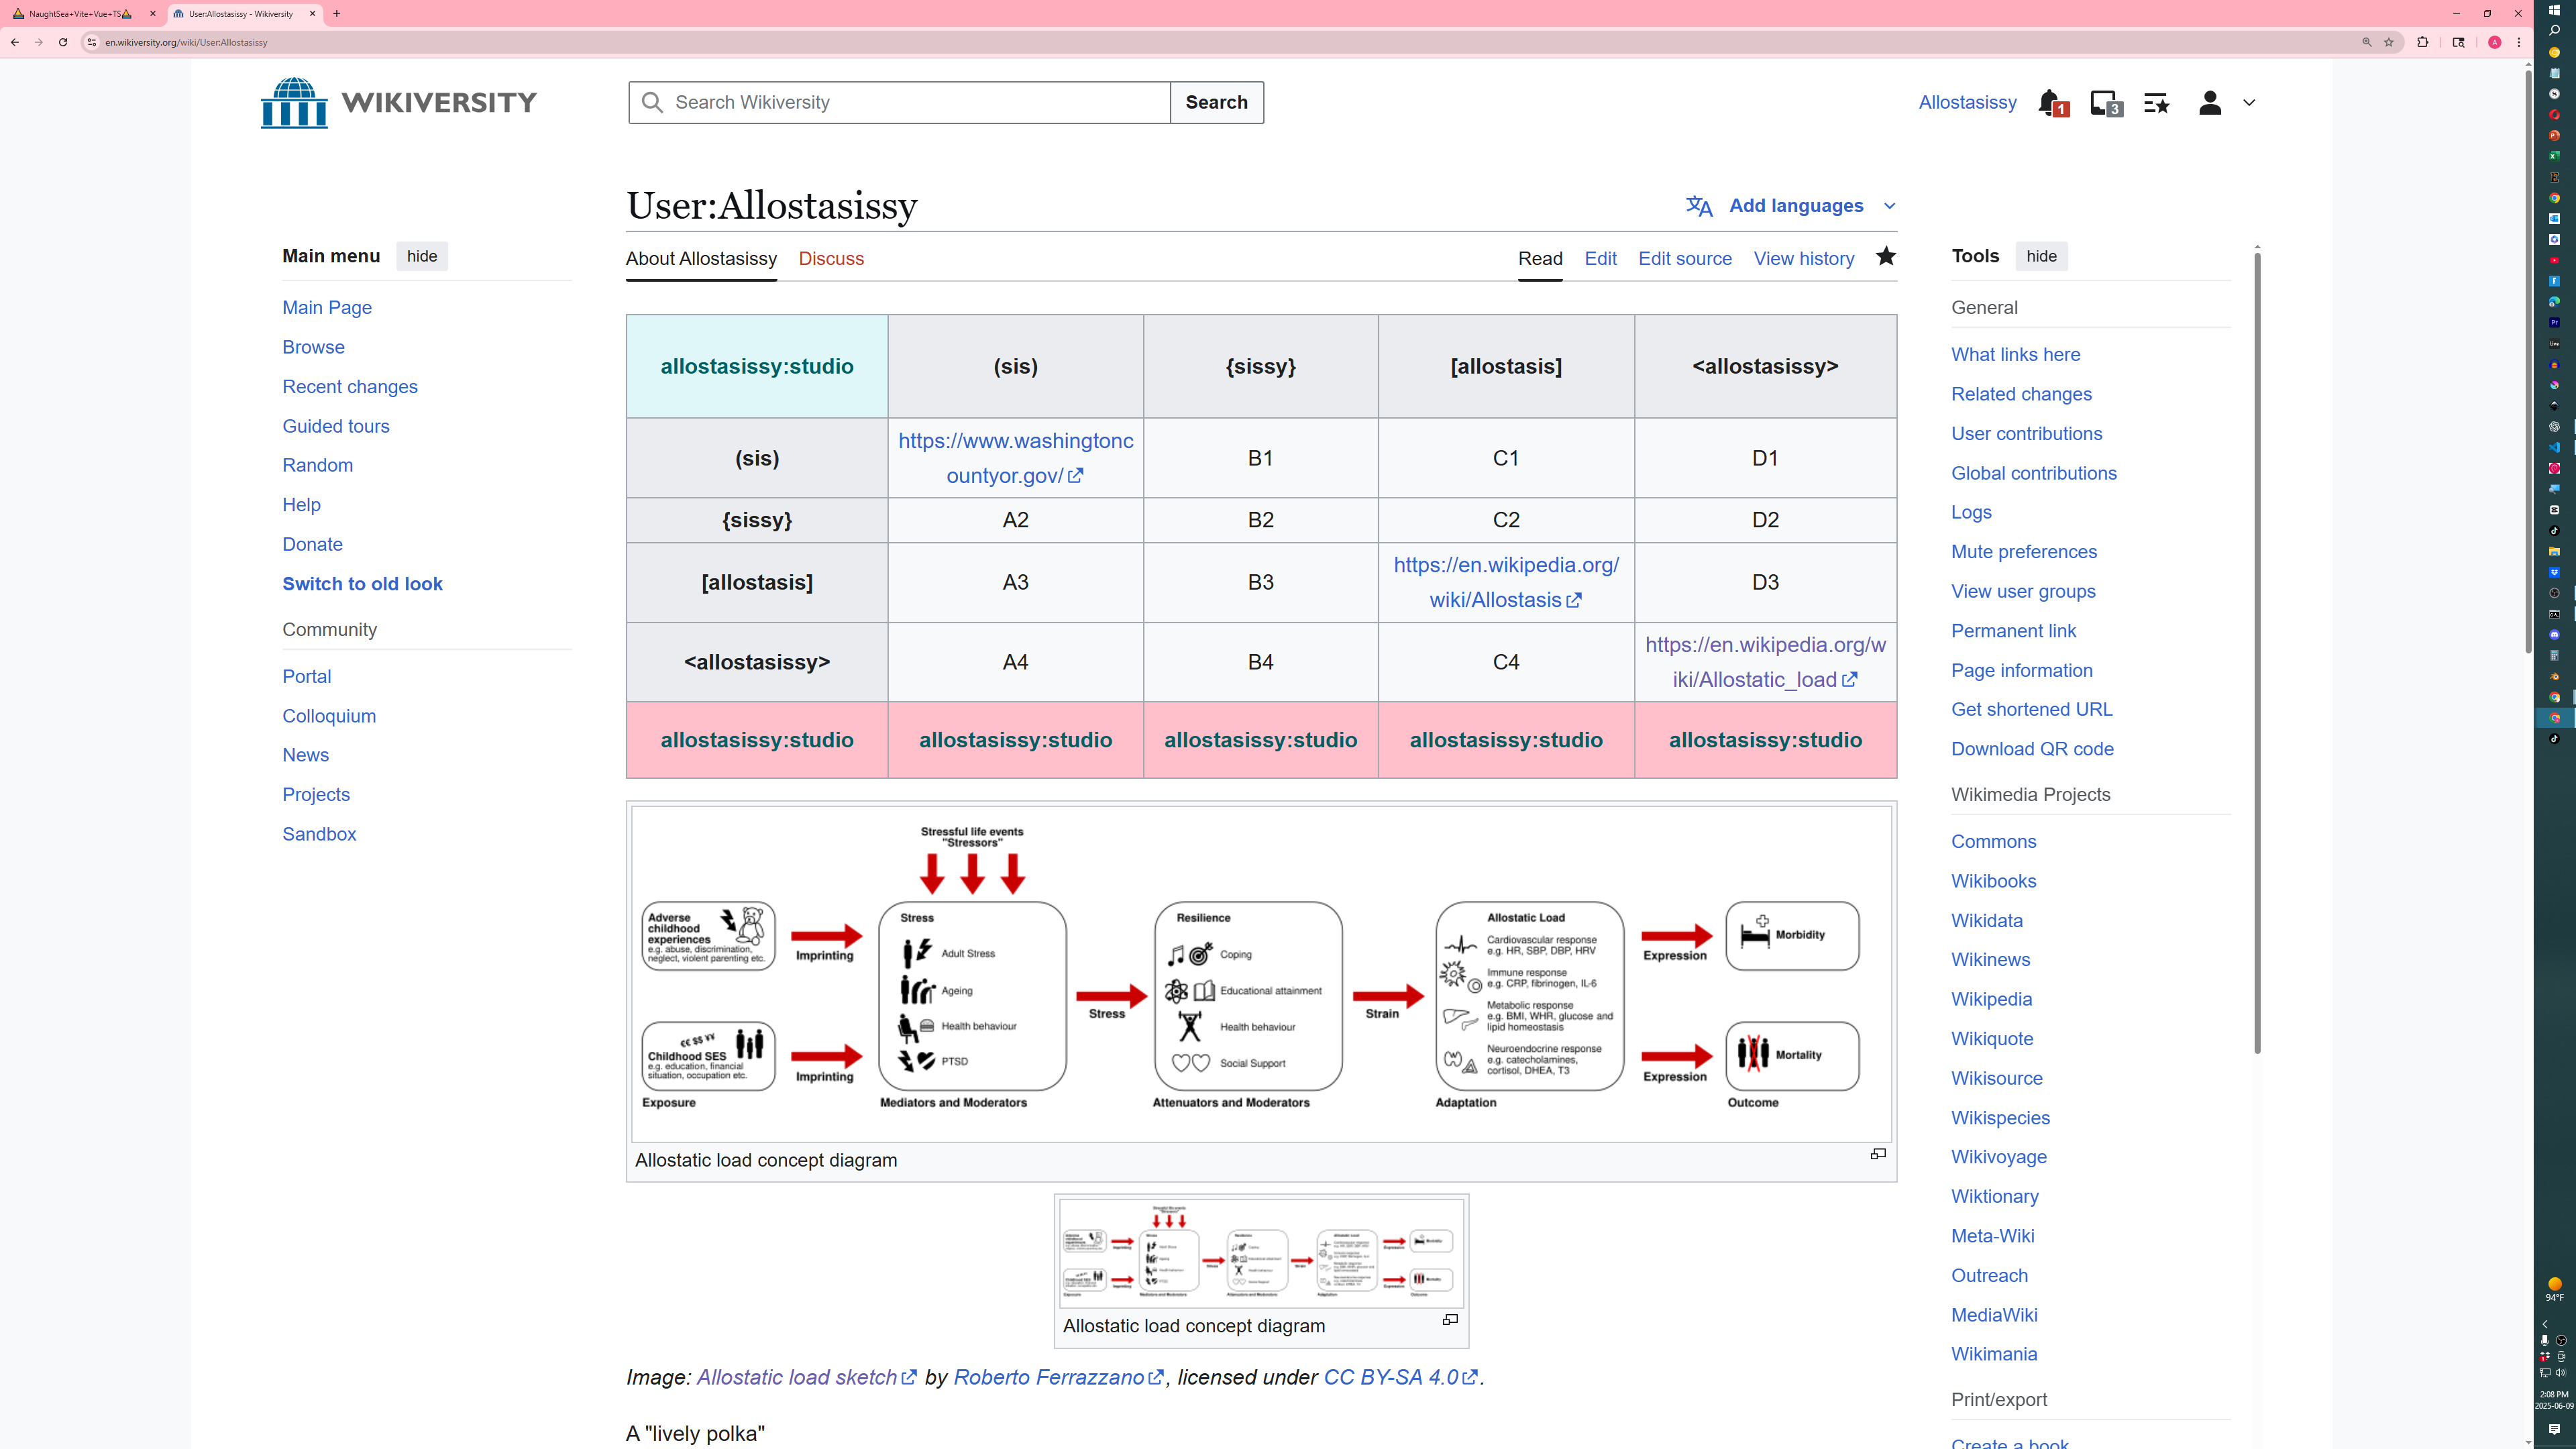 NaughtSea+Vite+Vue+TS
User:Allostasissy - Wikiversity
en.wikiversity.org/wiki/User:Allostasissy
A
WIKIVERSITY
Search Wikiversity
Search
Allostasissy
1
3
User:Allostasissy
Add languages
About Allostasissy
Discuss
Read
Edit
Edit source
View history
Main menu
hide
Main Page
Browse
Recent changes
Guided tours
Random
Help
Donate
Switch to old look
Community
Portal
Colloquium
News
Projects
Sandbox
allostasissy:studio
(sis)
{sissy}
[allostasis]
<allostasissy>
(sis)
https://www.washingtonc
ountyor.gov/
B1
C1
D1
{sissy}
A2
B2
C2
D2
[allostasis]
A3
B3
https://en.wikipedia.org/
wiki/Allostasis
D3
<allostasissy>
A4
B4
C4
https://en.wikipedia.org/w
iki/Allostatic_load
allostasissy:studio
allostasissy:studio
allostasissy:studio
allostasissy:studio
allostasissy:studio
Stressful life events
"Stressors"
Adverse
childhood
experiences
e.g. abuse, discrimination,
neglect, violent parenting etc.
Imprinting
€€ $$ ¥¥
Childhood SES
e.g. education, financial
situation, occupation etc.
Imprinting
Exposure
Stress
Adult Stress
Ageing
Health behaviour
PTSD
Mediators and Moderators
Stress
Resilience
Coping
Educational attainment
Health behaviour
Social Support
Attenuators and Moderators
Strain
Allostatic Load
Cardiovascular response
e.g. HR, SBP, DBP, HRV
Immune response
e.g. CRP, fibrinogen, IL-6
Metabolic response
e.g. BMI, WHR, glucose and
lipid homeostasis
Neuroendocrine response
e.g. catecholamines,
cortisol, DHEA, T3
Adaptation
Expression
Expression
Morbidity
Mortality
Outcome
Allostatic load concept diagram
Allostatic load concept diagram
Image: Allostatic load sketch by Roberto Ferrazzano, licensed under CC BY-SA 4.0.
A "lively polka"
Tools
hide
General
What links here
Related changes
User contributions
Global contributions
Logs
Mute preferences
View user groups
Permanent link
Page information
Get shortened URL
Download QR code
Wikimedia Projects
Commons
Wikibooks
Wikidata
Wikinews
Wikipedia
Wikiquote
Wikisource
Wikispecies
Wikivoyage
Wiktionary
Meta-Wiki
Outreach
MediaWiki
Wikimania
Print/export
Create a book
94°F
2:08 PM
2025-06-09